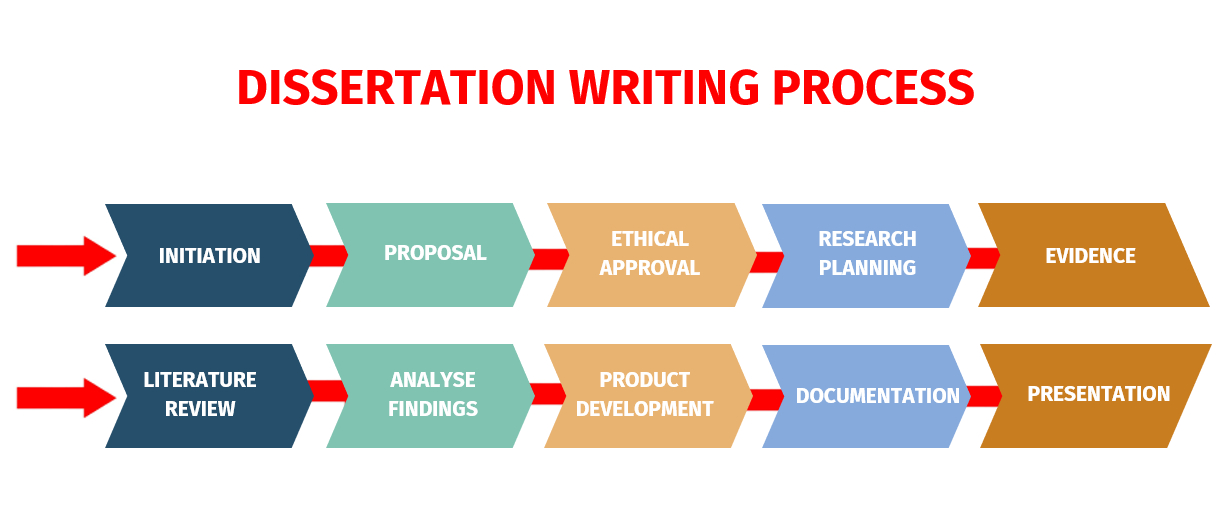 DISSERTATION WRITING PROCESS
INITIATION
PROPOSAL
ETHICAL
APPROVAL
RESEARCH
PLANNING
EVIDENCE
LITERATURE
REVIEW
ANALYSE
FINDINGS
PRODUCT
DEVELOPMENT
DOCUMENTATION
PRESENTATION